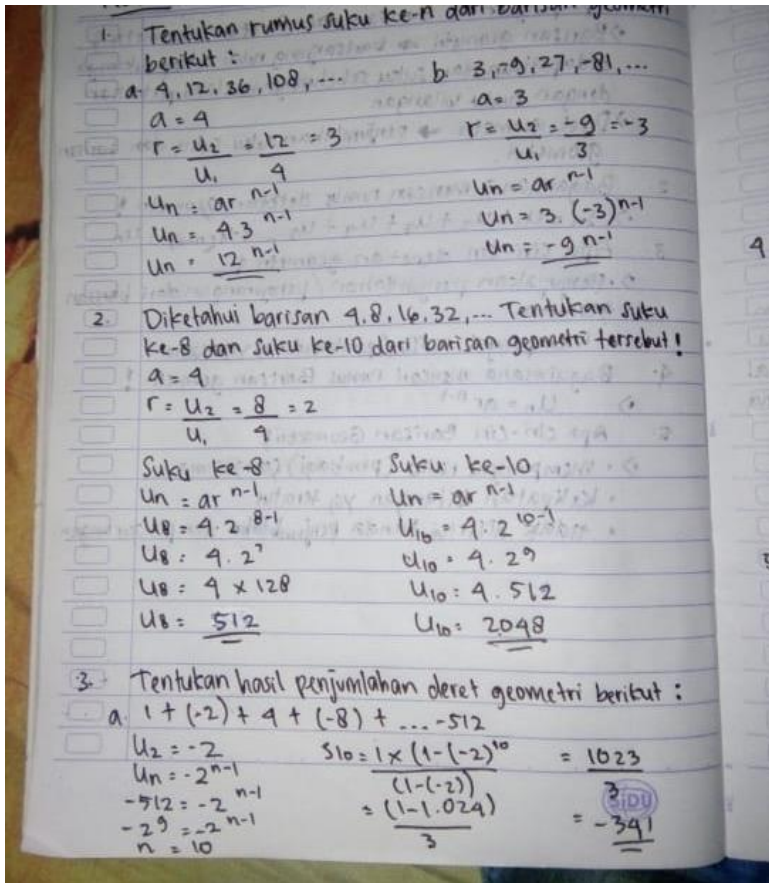 1. Tentukan rumus suku ke-n dari barisan geometri
berikut :
a. 4, 12, 36, 108, ....
a = 4
r = U2/U1 = 12/4 = 3
Un = ar^n-1
Un = 4.3^n-1
Un = 12^n-1
b. 3, -9, 27, -81, ...
a = 3
r = U2/U1 = -9/3 = -3
Un = ar^n-1
Un = 3. (-3)^n-1
Un = -9^n-1
2. Diketahui barisan 4, 8, 16, 32, ... Tentukan suku
ke-8 dan suku ke-10 dari barisan geometri tersebut!
a = 4
r = U2/U1 = 8/4 = 2
Suku ke-8
Un = ar^n-1
U8 = 4.2^8-1
U8 = 4.2^7
U8 = 4 x 128
U8 = 512
Suku ke-10
Un = ar^n-1
U10 = 4.2^10-1
U10 = 4.2^9
U10 = 4.512
U10 = 2048
3. Tentukan hasil penjumlahan deret geometri berikut :
a. 1 + (-2) + 4 + (-8) + ... -512
U2 = -2
Un = -2^n-1
-512 = -2^n-1
-2^9 = -2^n-1
n = 10
S10 = 1 x (1-(-2)^10/(1-(-2))
= (1-1.024)/3
= 1023/3
= -341
SiDU
4